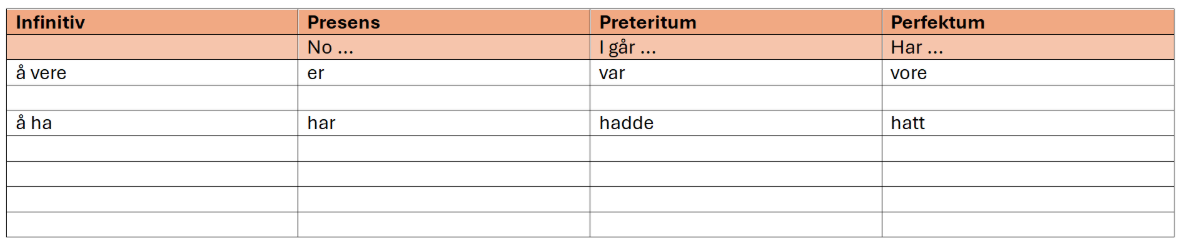 Infinitiv Presens Preteritum Perfektum
No ... I går ... Har ...
å vere er var vore
å ha har hadde hatt